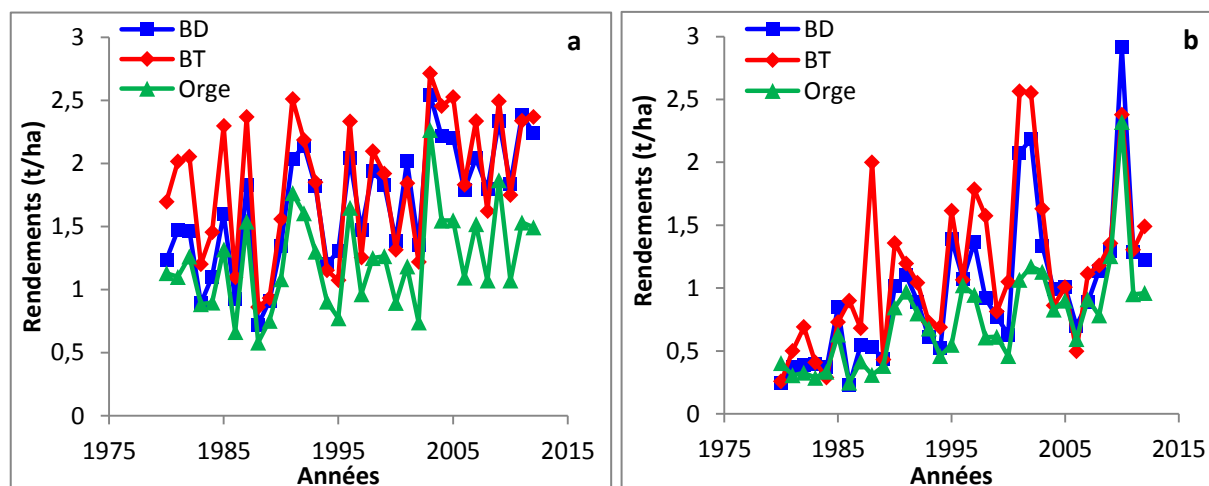 a
BD
BT
Orge
Rendements (t/ha)
3
2,5
2
1,5
1
0,5
0
1975 1985 1995 2005 2015
Années
b
BD
BT
Orge
Rendements (t/ha)
3
2,5
2
1,5
1
0,5
0
1975 1985 1995 2005 2015
Années